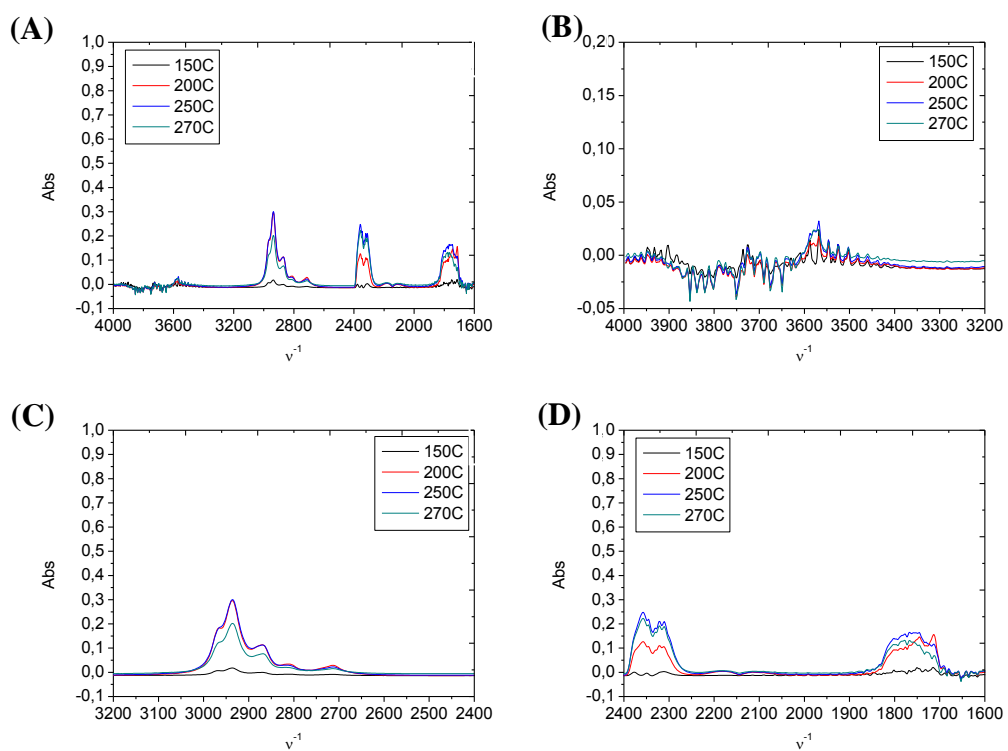 (A)
1,0
0,9
0,8
0,7
0,6
0,5
0,4
0,3
0,2
0,1
0,0
-0,1
Abs
150C
200C
250C
270C
4000 3600 3200 2800 2400 2000 1600
ν⁻¹
(B)
0,20
0,15
0,10
0,05
0,00
-0,05
Abs
150C
200C
250C
270C
4000 3900 3800 3700 3600 3500 3400 3300 3200
ν⁻¹
(C)
1,0
0,9
0,8
0,7
0,6
0,5
0,4
0,3
0,2
0,1
0,0
-0,1
Abs
150C
200C
250C
270C
3200 3100 3000 2900 2800 2700 2600 2500 2400
ν⁻¹
(D)
1,0
0,9
0,8
0,7
0,6
0,5
0,4
0,3
0,2
0,1
0,0
-0,1
Abs
150C
200C
250C
270C
2400 2300 2200 2100 2000 1900 1800 1700 1600
ν⁻¹